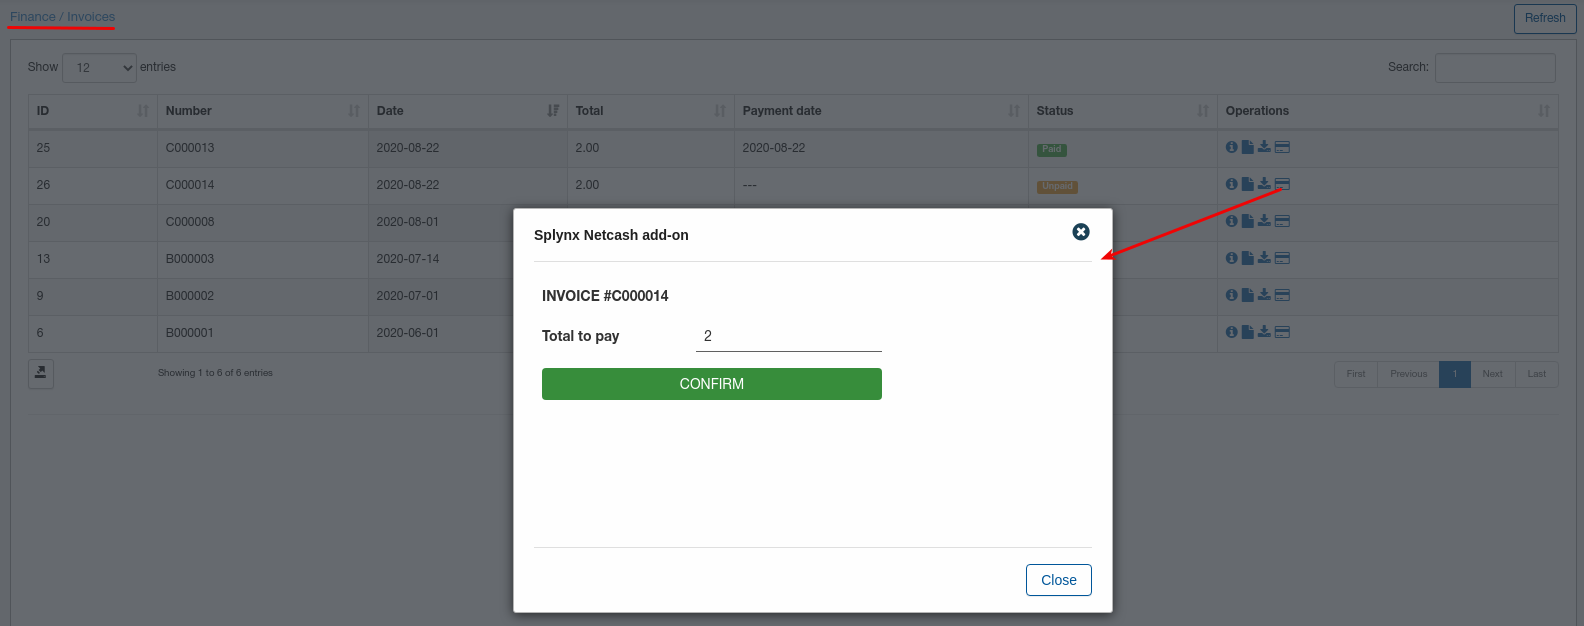 Finance / Invoices
Refresh
Show 12 entries
Search:
ID Number Date Total Payment date Status Operations
25 C000013 2020-08-22 2.00 2020-08-22 Paid
26 C000014 2020-08-22 2.00 --- Unpaid
20 C000008 2020-08-01
13 B000003 2020-07-14
9 B000002 2020-07-01
6 B000001 2020-06-01
Showing 1 to 6 of 6 entries
First Previous 1 Next Last
Splynx Netcash add-on
INVOICE #C000014
Total to pay 2
CONFIRM
Close